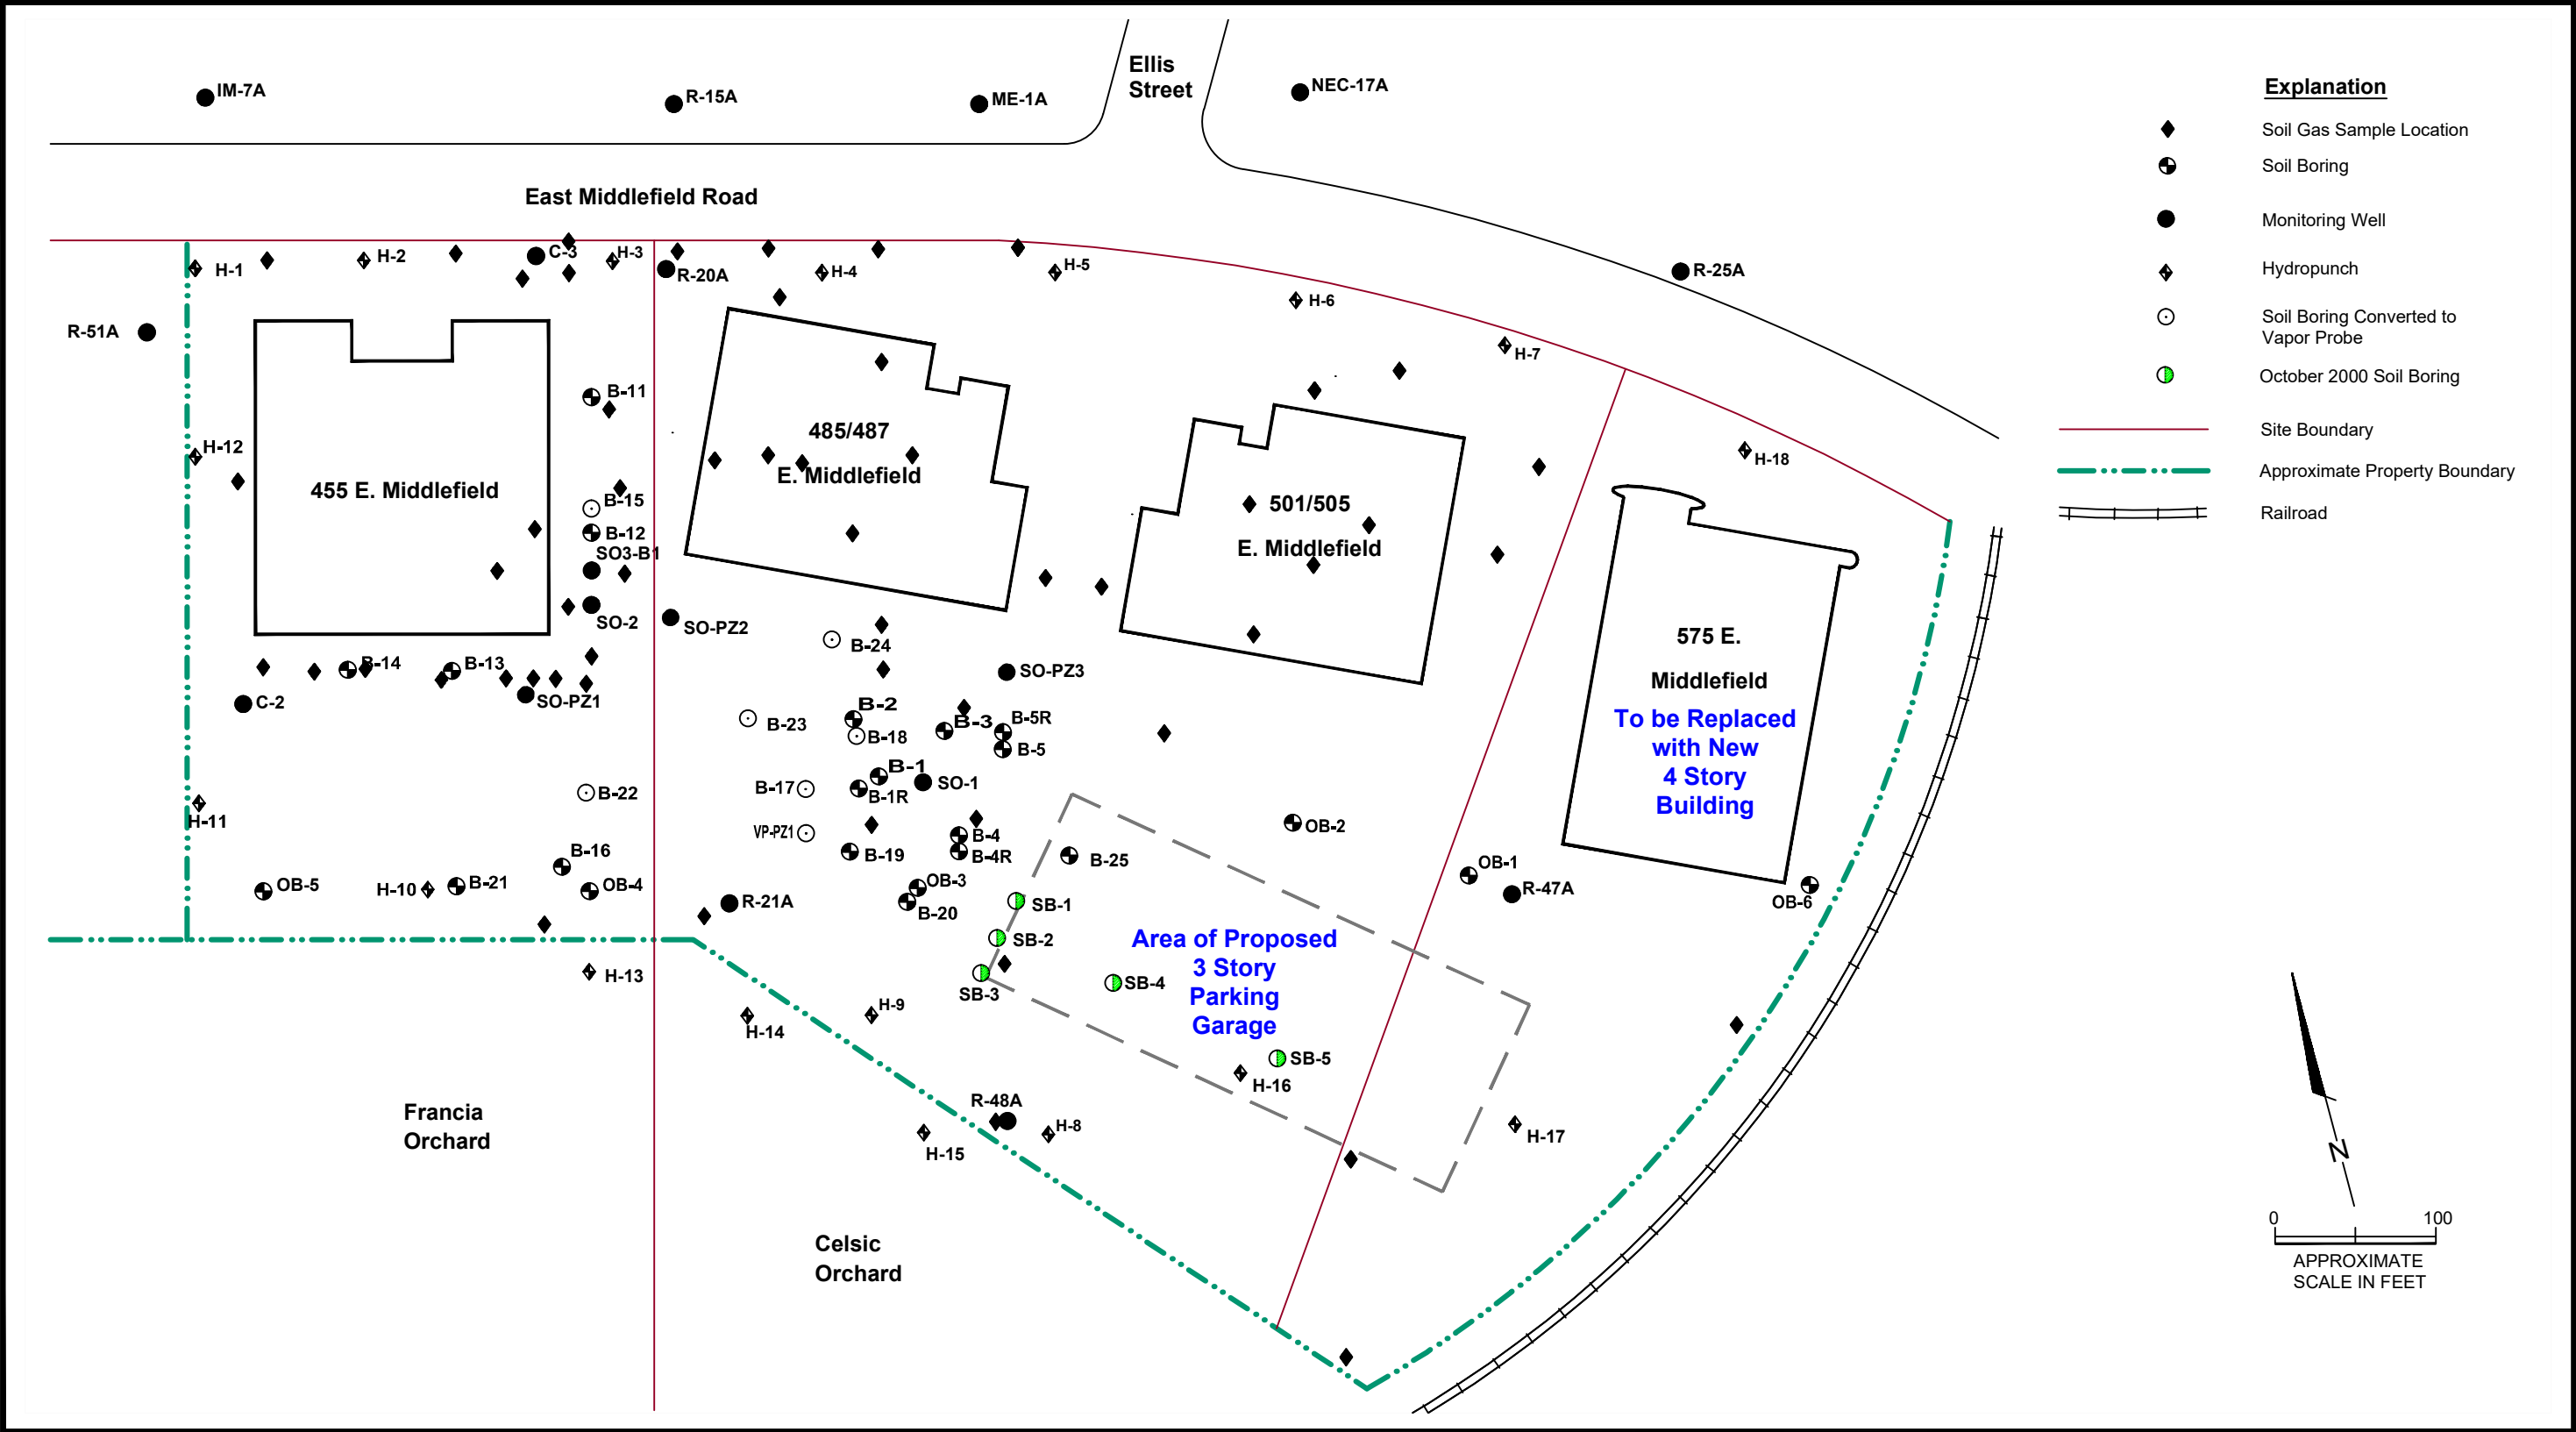 Ellis
Street
IM-7A
R-15A
ME-1A
NEC-17A
Explanation
Soil Gas Sample Location
Soil Boring
Monitoring Well
Hydropunch
Soil Boring Converted to
Vapor Probe
October 2000 Soil Boring
Site Boundary
Approximate Property Boundary
Railroad
East Middlefield Road
H-1
H-2
C-3
H-3
R-20A
H-4
H-5
H-6
R-25A
R-51A
H-7
B-11
485/487
E. Middlefield
H-12
H-18
455 E. Middlefield
B-15
B-12
SO3-B1
501/505
E. Middlefield
SO-2
SO-PZ2
B-24
575 E.
Middlefield
To be Replaced
with New
4 Story
Building
B-14
B-13
SO-PZ3
C-2
SO-PZ1
B-23
B-2
B-18
B-3
B-5R
B-5
B-1
SO-1
B-17
B-1R
B-22
H-11
VP-PZ1
B-4
B-4R
B-19
B-25
OB-2
B-16
OB-1
R-47A
OB-5
H-10
B-21
OB-4
OB-3
B-20
R-21A
SB-1
OB-6
SB-2
Area of Proposed
3 Story
Parking
Garage
H-13
SB-3
SB-4
H-9
H-14
SB-5
H-16
R-48A
H-8
H-15
H-17
Francia
Orchard
Celsic
Orchard
N
0
100
APPROXIMATE
SCALE IN FEET